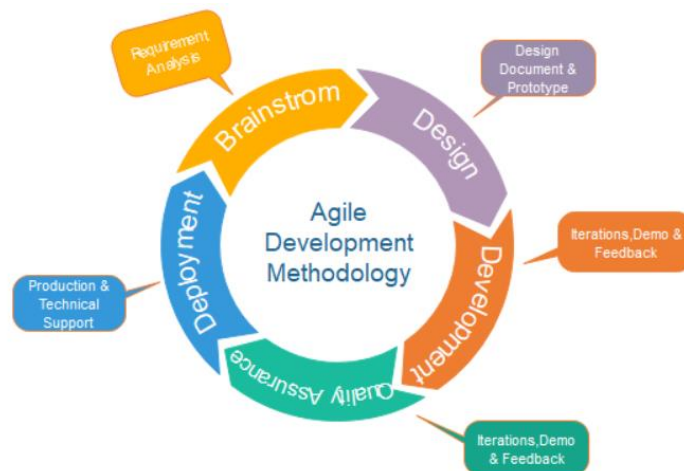 Requirement
Analysis
Brainstrom
Design
Document &
Prototype
Design
Agile
Development
Methodology
Iterations,Demo &
Feedback
Development
Production &
Technical
Support
Deployment
Quality Assurance
Iterations,Demo
& Feedback